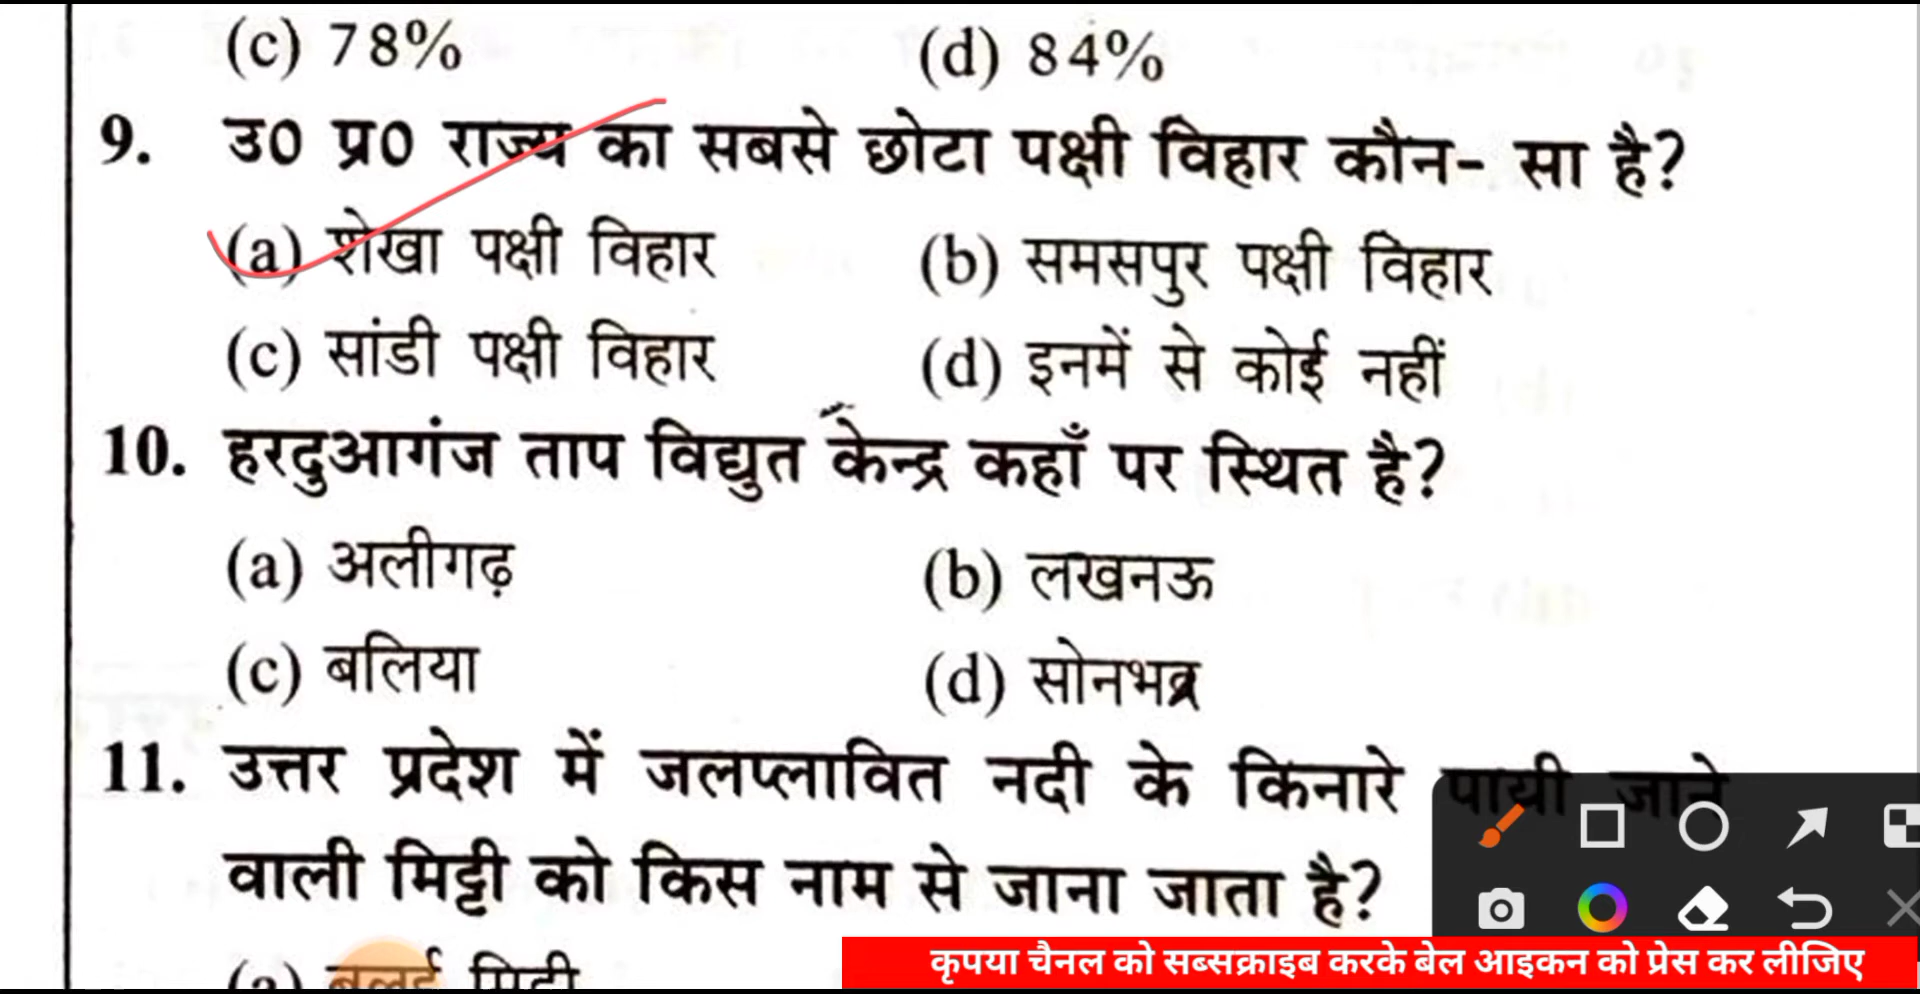 (c) 78% (d) 84%
9. उ0 प्र0 राज्य का सबसे छोटा पक्षी विहार कौन- सा है?
(a) शेखा पक्षी विहार (b) समसपुर पक्षी विहार
(c) सांडी पक्षी विहार (d) इनमें से कोई नहीं
10. हरदुआगंज ताप विद्युत केन्द्र कहाँ पर स्थित है?
(a) अलीगढ़ (b) लखनऊ
(c) बलिया (d) सोनभद्र
11. उत्तर प्रदेश में जलप्लावित नदी के किनारे पायी जाने
वाली मिट्टी को किस नाम से जाना जाता है?
(a) बलुई मिट्टी
कृपया चैनल को सब्सक्राइब करके बेल आइकन को प्रेस कर लीजिए